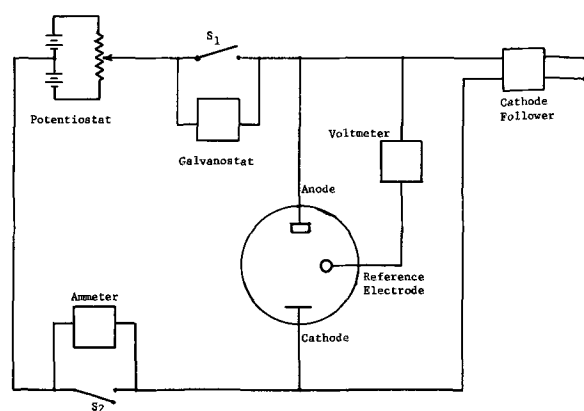 S1
Potentiostat
Galvanostat
Voltmeter
Cathode
Follower
Anode
Reference
Electrode
Ammeter
Cathode
S2